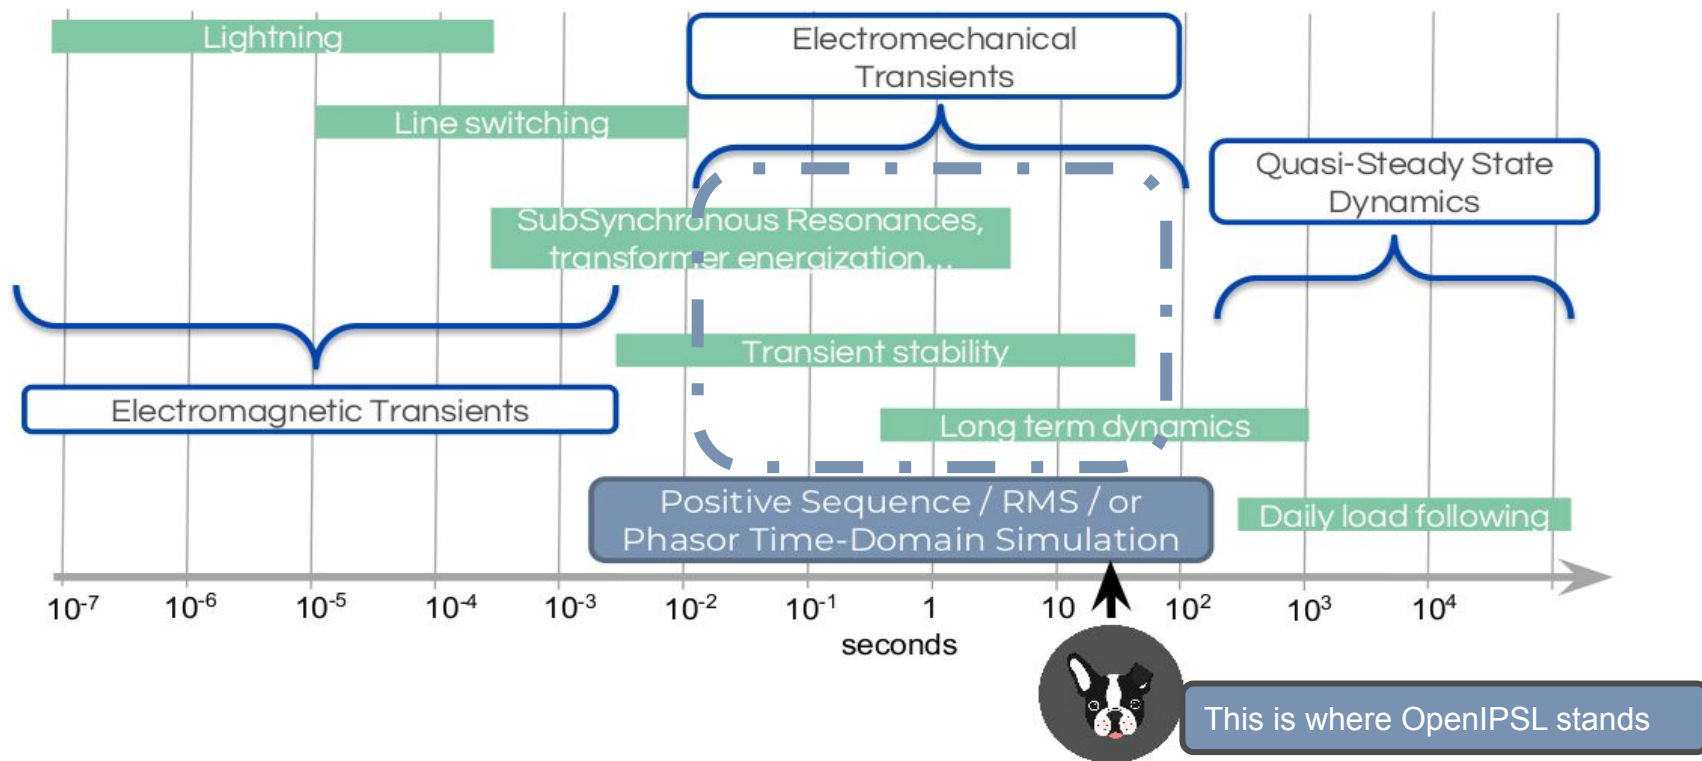 Lightning
Electromechanical
Transients
Line switching
Quasi-Steady State
Dynamics
SubSynchronous Resonances,
transformer energization...
Transient stability
Electromagnetic Transients
Long term dynamics
Positive Sequence / RMS / or
Phasor Time-Domain Simulation
Daily load following
10⁻⁷ 10⁻⁶ 10⁻⁵ 10⁻⁴ 10⁻³ 10⁻² 10⁻¹ 1 10 10² 10³ 10⁴
seconds
This is where OpenIPSL stands